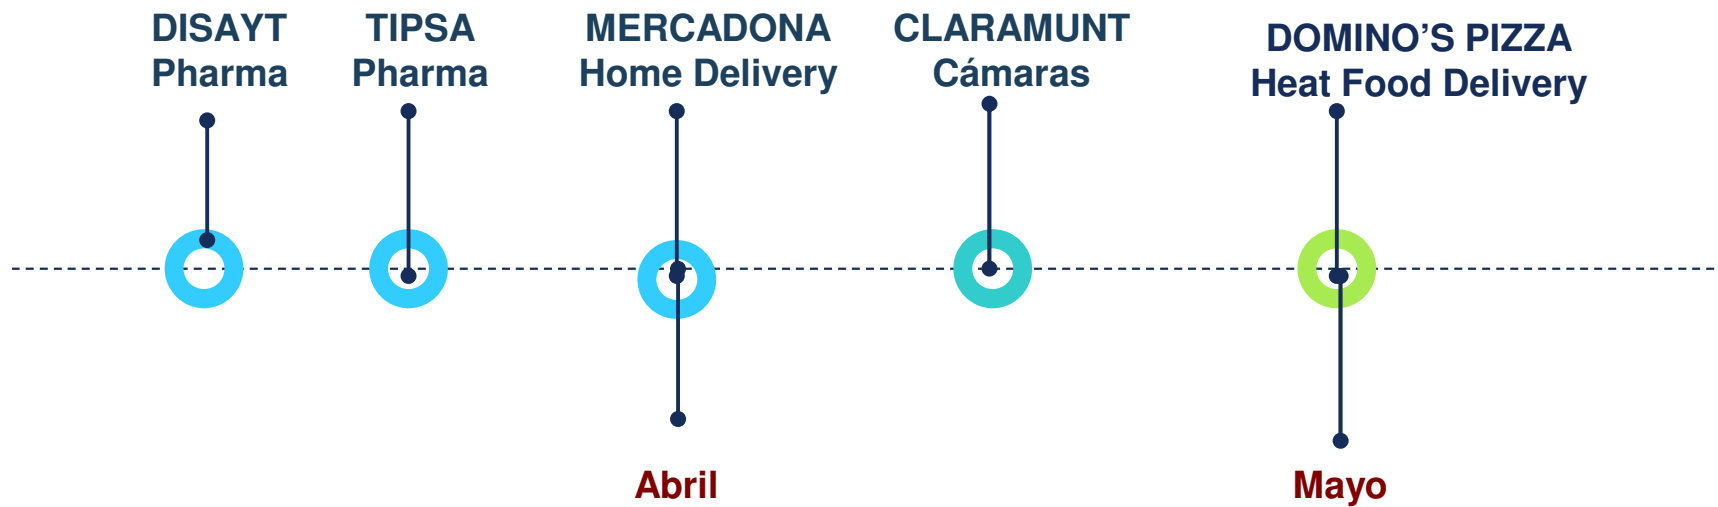 DISAYT
Pharma
TIPSA
Pharma
MERCADONA
Home Delivery
CLARAMUNT
Cámaras
DOMINO’S PIZZA
Heat Food Delivery
Abril
Mayo